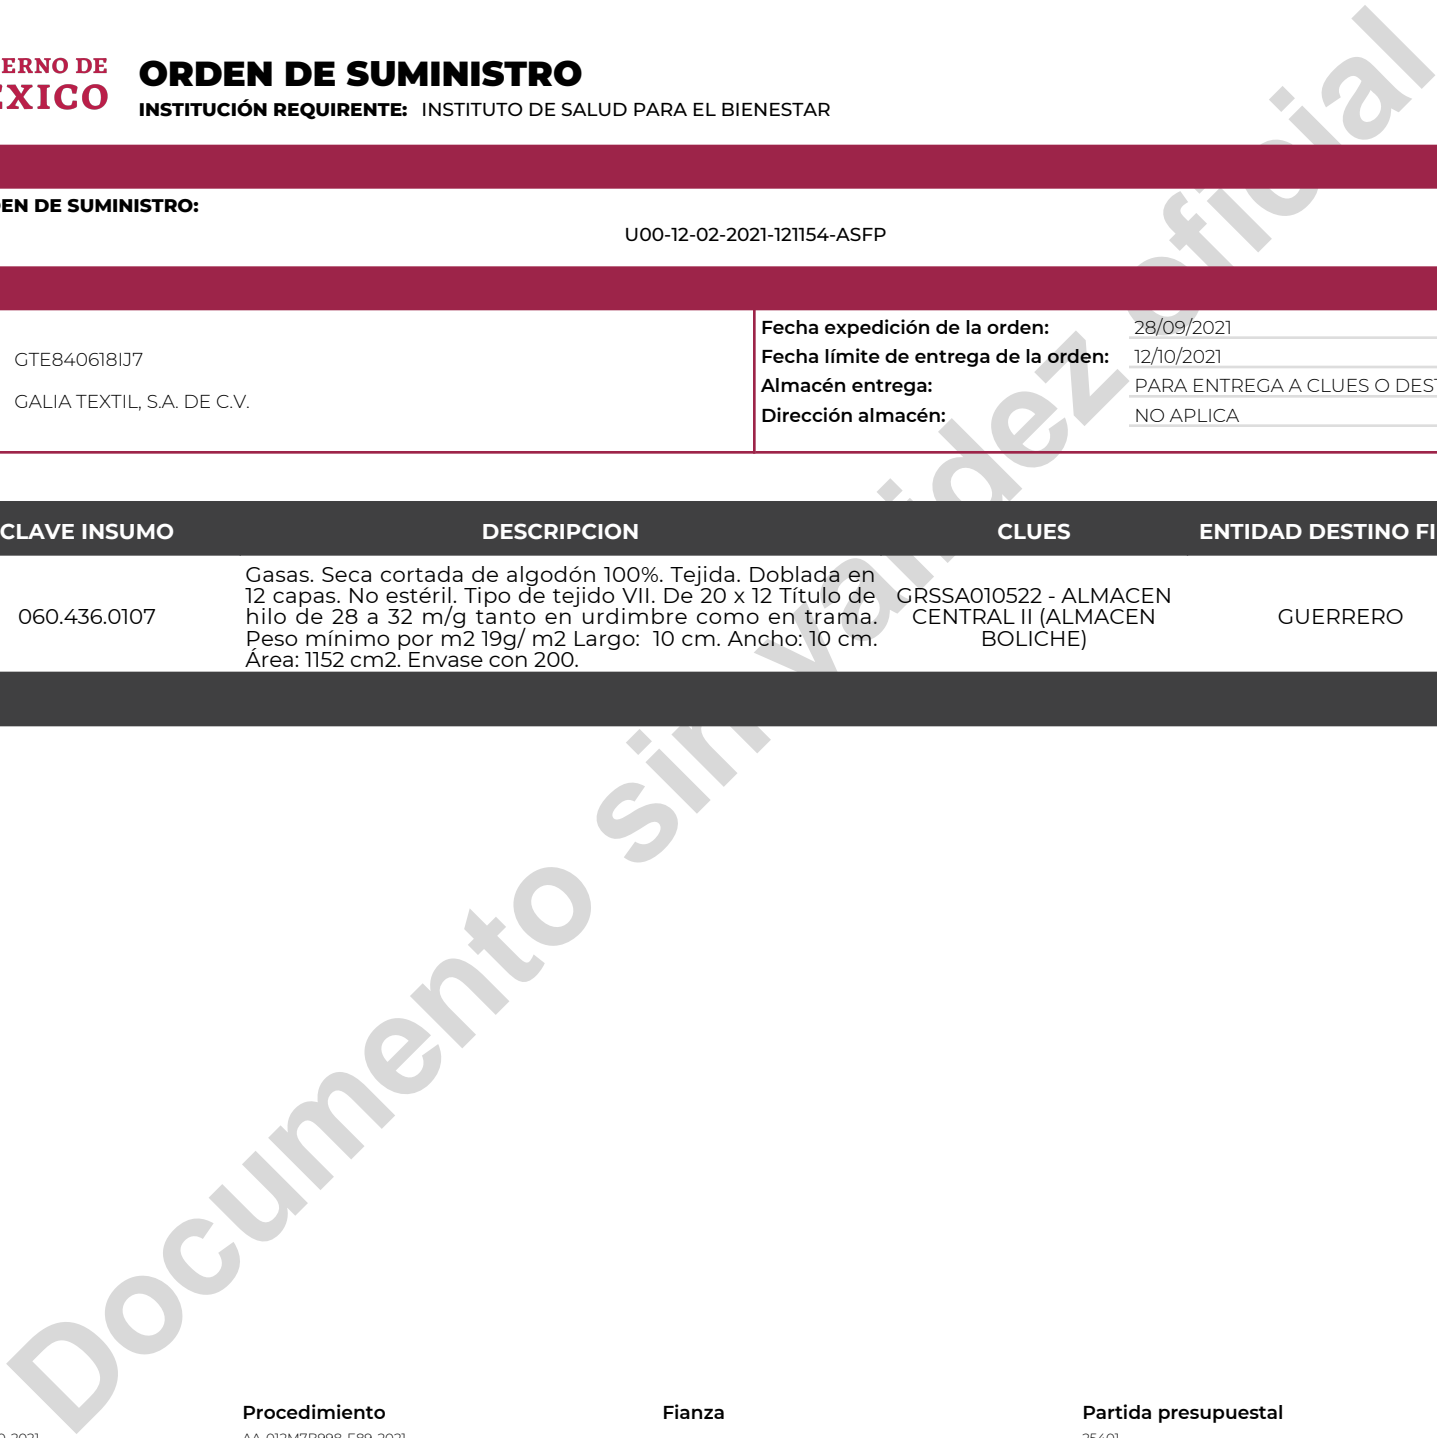 ERNO DE
EXICO
ORDEN DE SUMINISTRO
INSTITUCIÓN REQUIRENTE: INSTITUTO DE SALUD PARA EL BIENESTAR
EN DE SUMINISTRO:
U00-12-02-2021-121154-ASFP
GTE840618IJ7
GALIA TEXTIL, S.A. DE C.V.
Fecha expedición de la orden: 28/09/2021
Fecha límite de entrega de la orden: 12/10/2021
Almacén entrega: PARA ENTREGA A CLUES O DEST
Dirección almacén: NO APLICA
CLAVE INSUMO DESCRIPCION CLUES ENTIDAD DESTINO FI
060.436.0107
Gasas. Seca cortada de algodón 100%. Tejida. Doblada en
12 capas. No estéril. Tipo de tejido VII. De 20 x 12 Título de
hilo de 28 a 32 m/g tanto en urdimbre como en trama.
Peso mínimo por m2 19g/ m2 Largo: 10 cm. Ancho: 10 cm.
Área: 1152 cm2. Envase con 200.
GRSSA010522 - ALMACEN
CENTRAL II (ALMACEN
BOLICHE)
GUERRERO
Documento sin validez oficial
Procedimiento Fianza Partida presupuestal